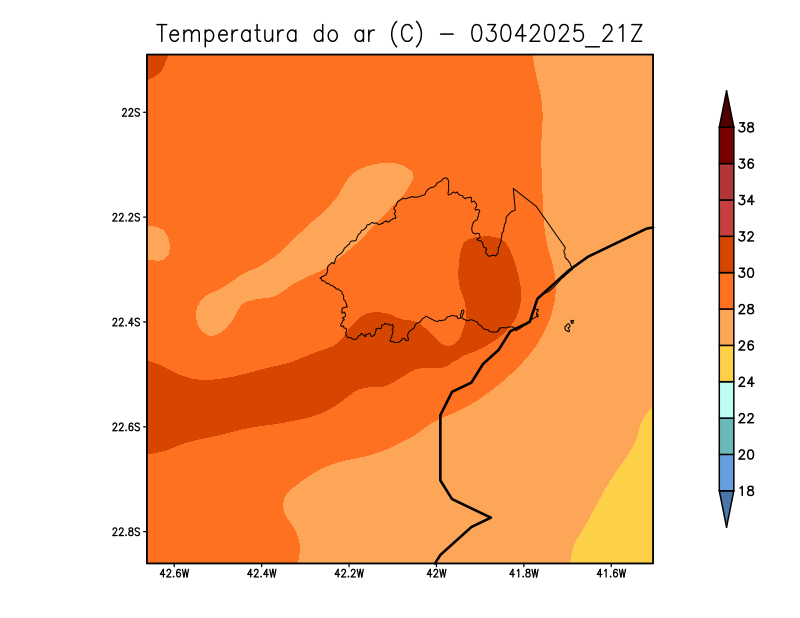 Temperatura do ar (C) - 03042025_21Z
22S
22.2S
22.4S
22.6S
22.8S
42.6W
42.4W
42.2W
42W
41.8W
41.6W
38
36
34
32
30
28
26
24
22
20
18